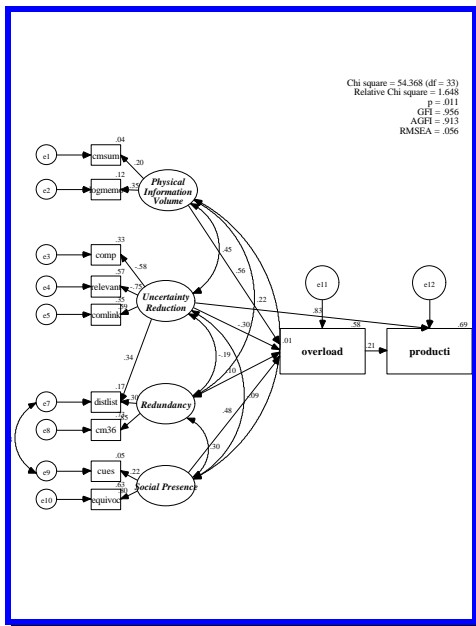 Chi square = 54.368 (df = 33)
Relative Chi square = 1.648
p = .011
GFI = .956
AGFI = .913
RMSEA = .056
.04
e1
cmsum
.20
.12
e2
.35
Physical
Information
Volume
.45
.56
.22
.33
e3
comp
-.58
.57
e4
relevan
-.75
.35
e5
comlink
Uncertainty
Reduction
.83
-.30
e11
e12
.01
.58
overload
.21
.69
producti
-.19
.10
.34
.09
.17
e7
distlist
.30
Redundancy
e8
cm36
.48
.30
.05
e9
cues
.22
.63
e10
equivoc
Social Presence